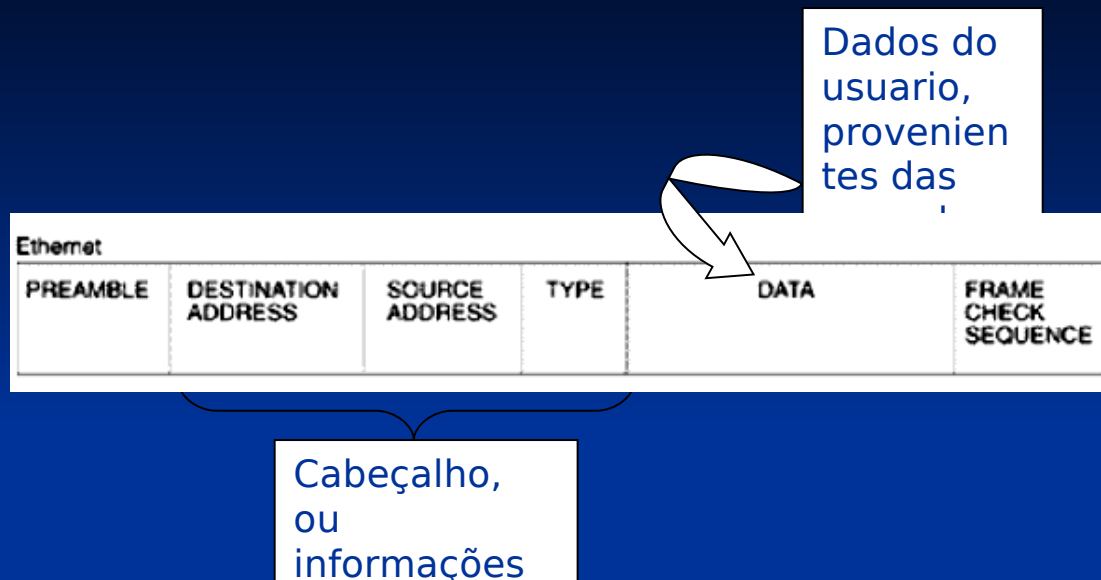 Dados do
usuario,
provenien
tes das
Ethernet
PREAMBLE
DESTINATION
ADDRESS
SOURCE
ADDRESS
TYPE
DATA
FRAME
CHECK
SEQUENCE
Cabeçalho,
ou
informações